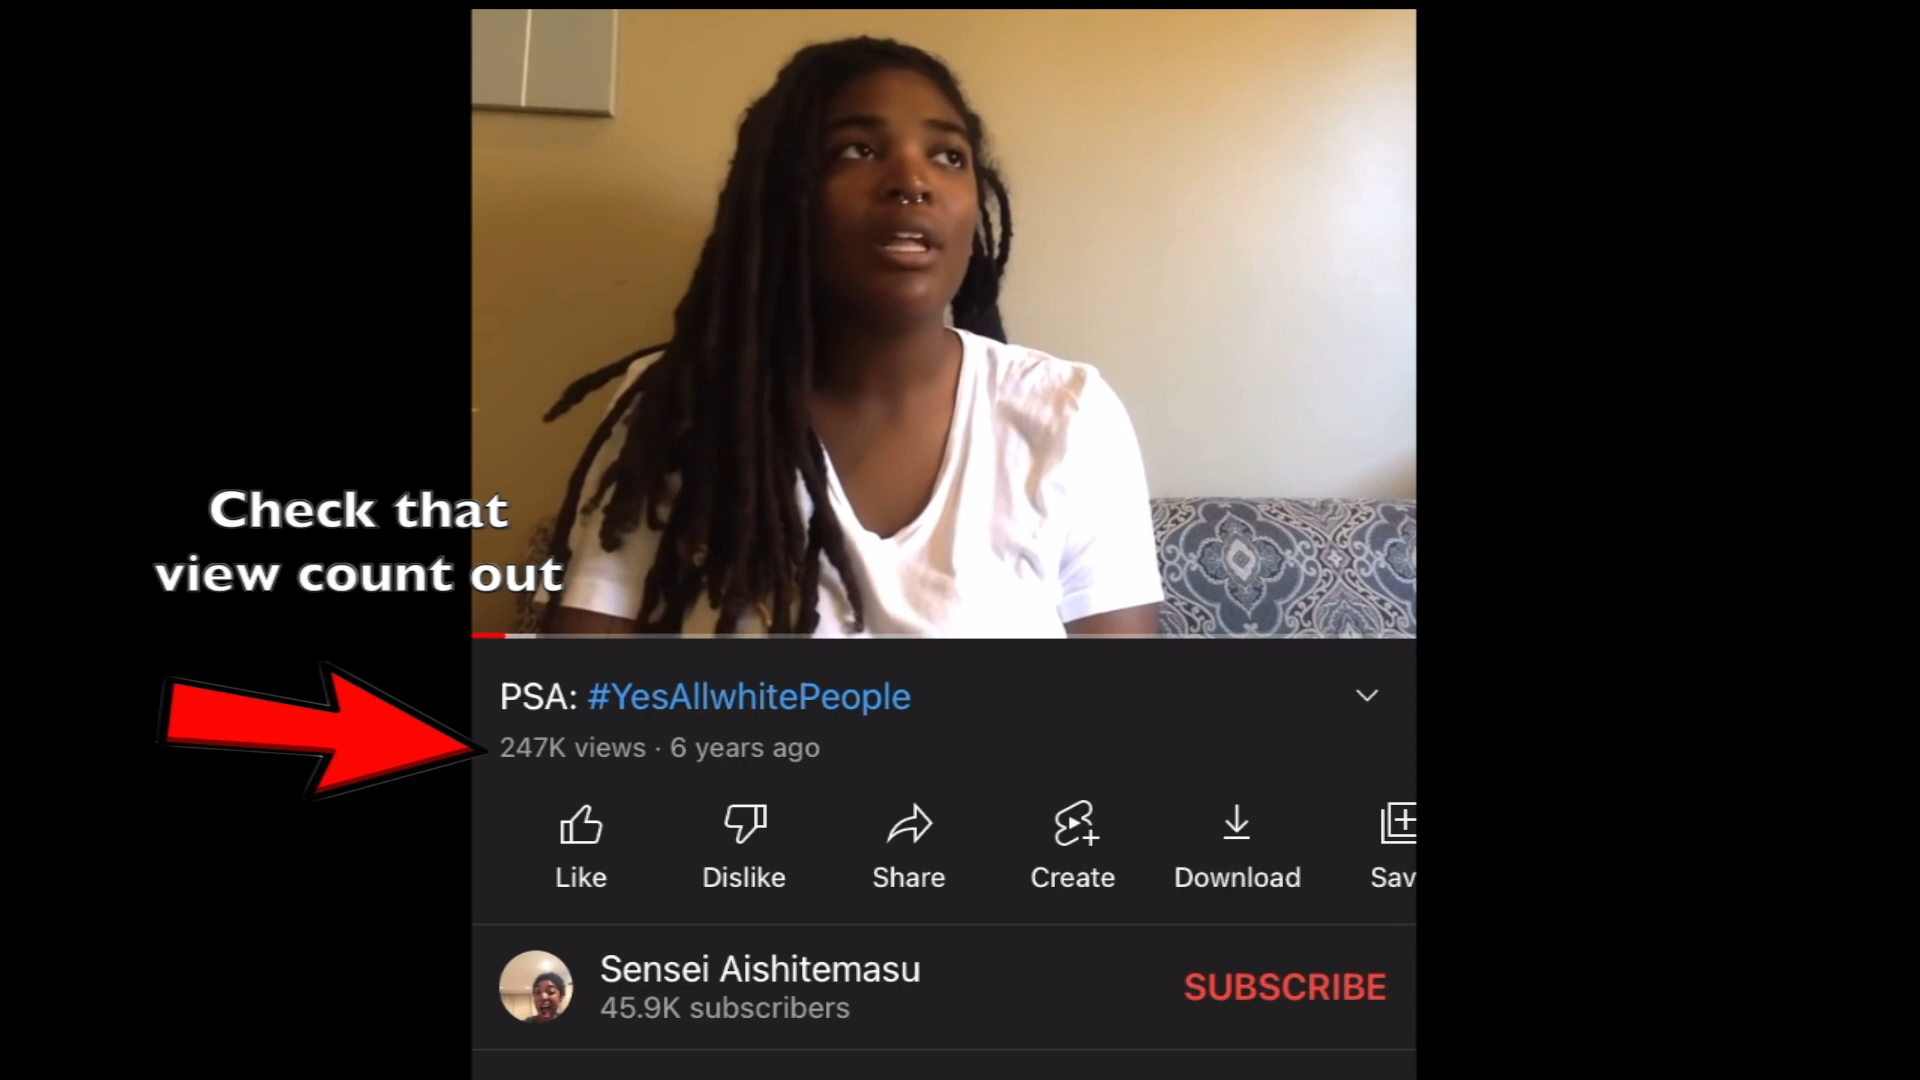 Check that
view count out
PSA: #YesAllwhitePeople
247K views · 6 years ago
Like Dislike Share Create Download Sav
Sensei Aishitemasu
45.9K subscribers
SUBSCRIBE